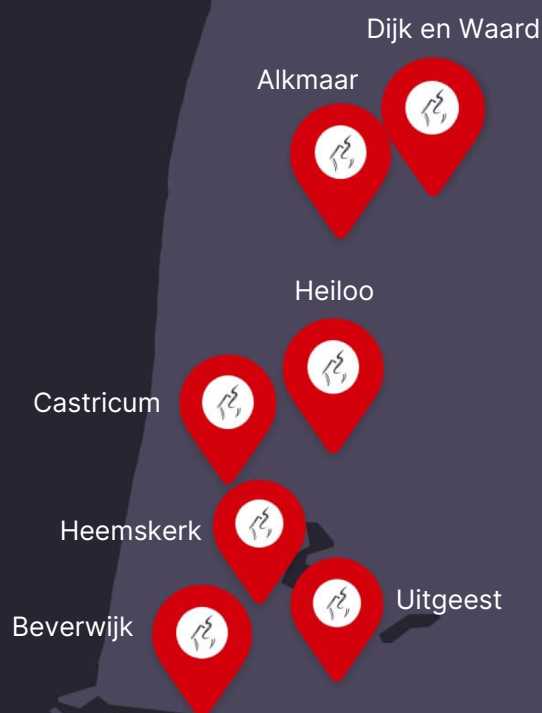 Dijk en Waard
Alkmaar
Heiloo
Castricum
Heemskerk
Uitgeest
Beverwijk